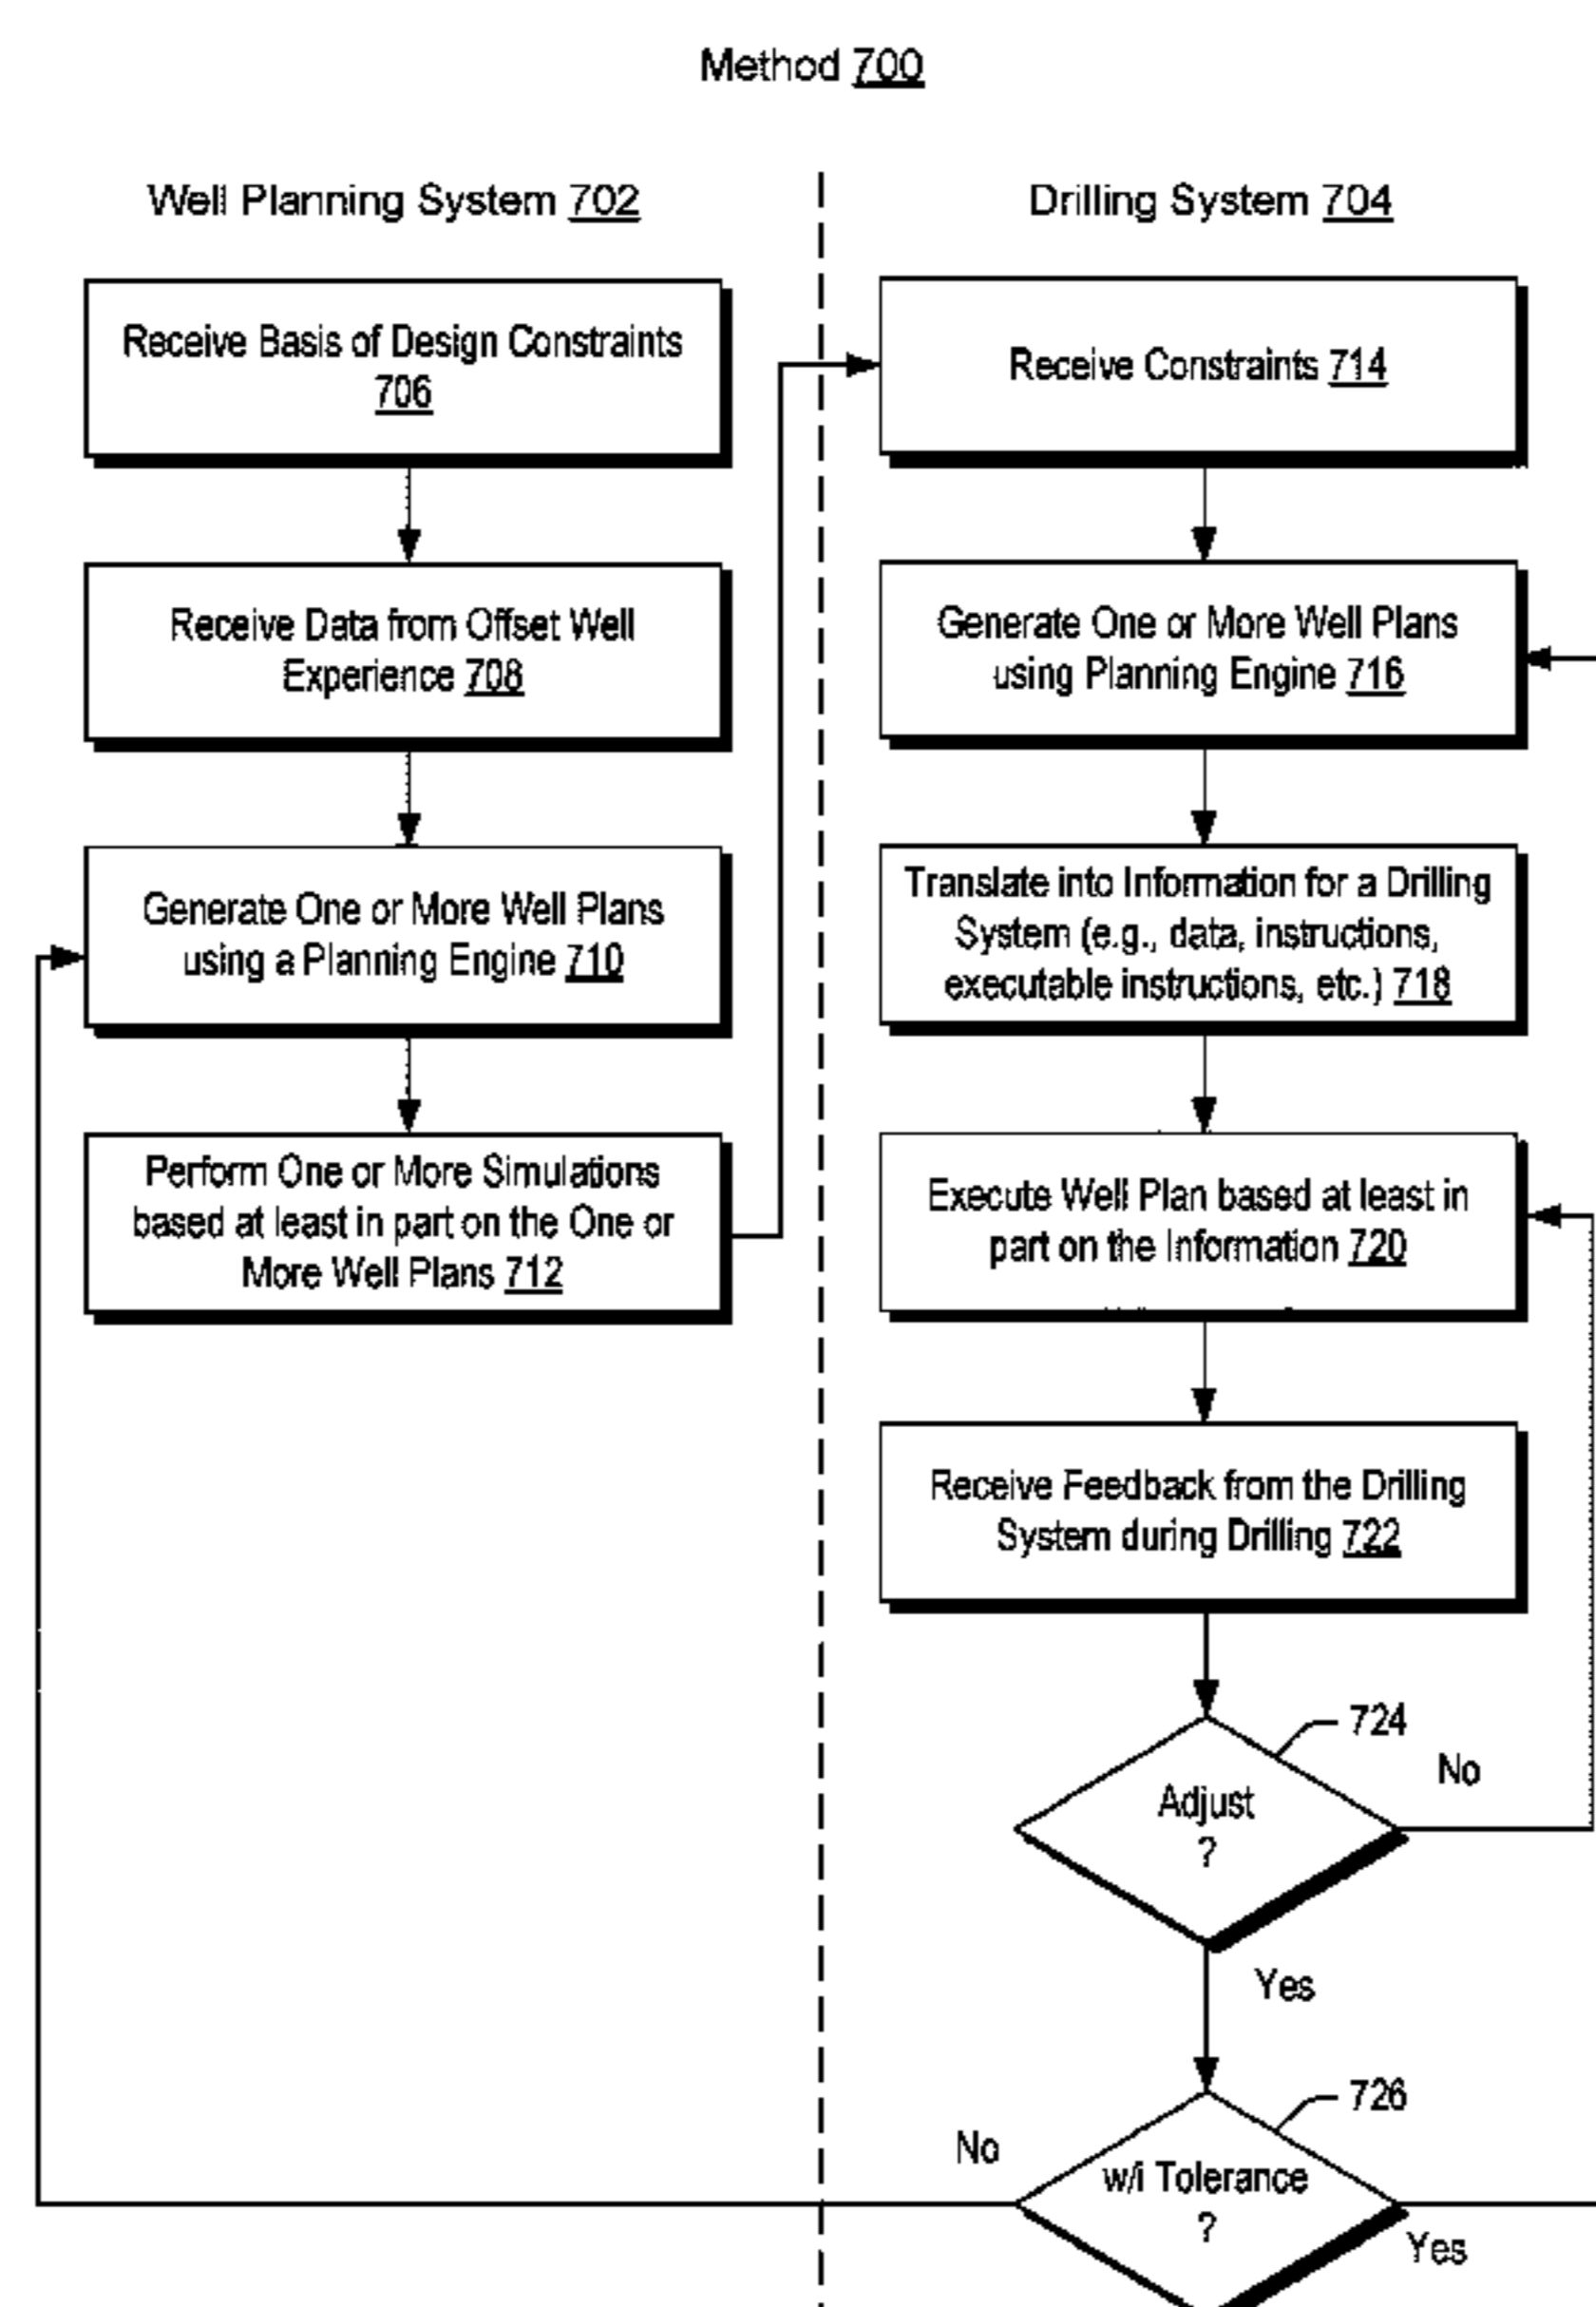 Method 700
Well Planning System 702
Receive Basis of Design Constraints
706
Receive Data from Offset Well
Experience 708
Generate One or More Well Plans
using a Planning Engine 710
Perform One or More Simulations
based at least in part on the One or
More Well Plans 712
Drilling System 704
Receive Constraints 714
Generate One or More Well Plans
using Planning Engine 716
Translate into Information for a Drilling
System (e.g., data, instructions,
executable instructions, etc.) 718
Execute Well Plan based at least in
part on the Information 720
Receive Feedback from the Drilling
System during Drilling 722
724
No
Adjust
?
Yes
726
No
w/i Tolerance
?
Yes